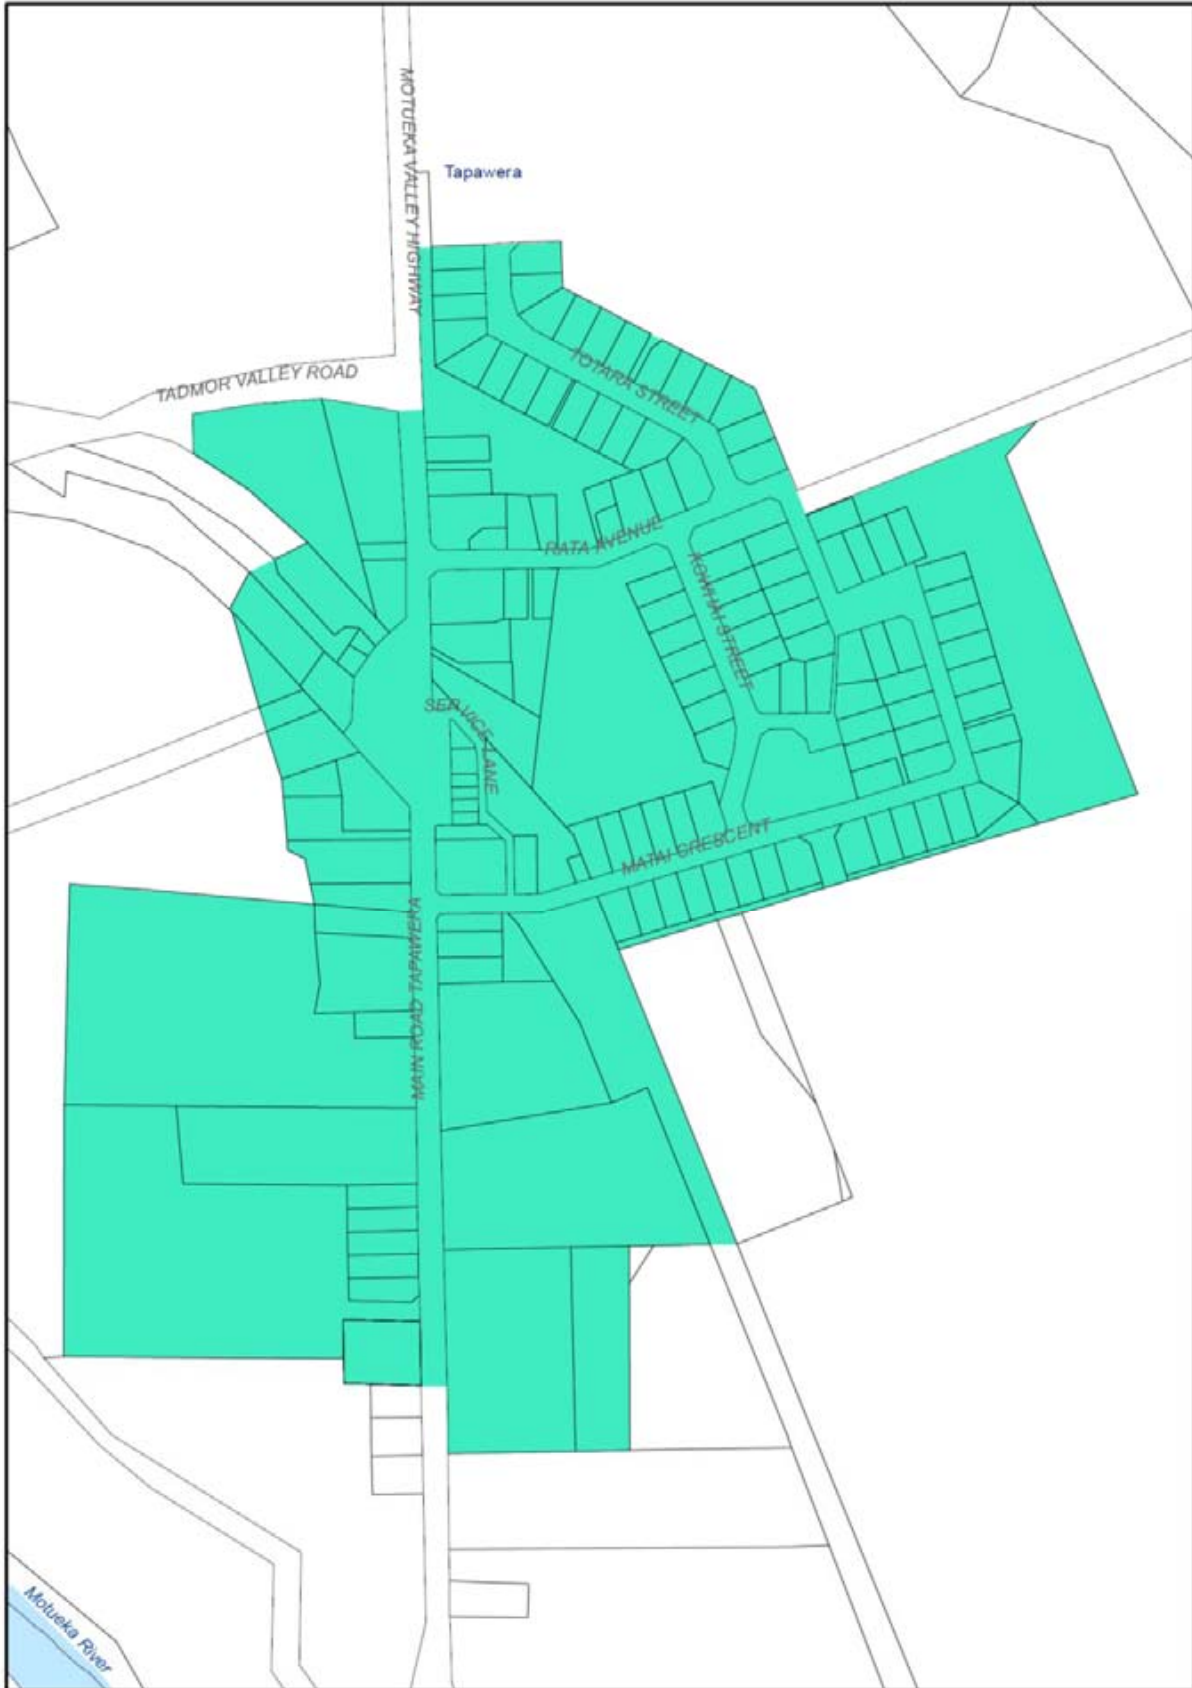 MOTUEKA VALLEY HIGHWAY
Tapawera
TADMOR VALLEY ROAD
TOTARA STREET
RATA AVENUE
KOWHAI STREET
SERVICE LANE
MATAI CRESCENT
MAIN ROAD TAPAWERA
Motueka River